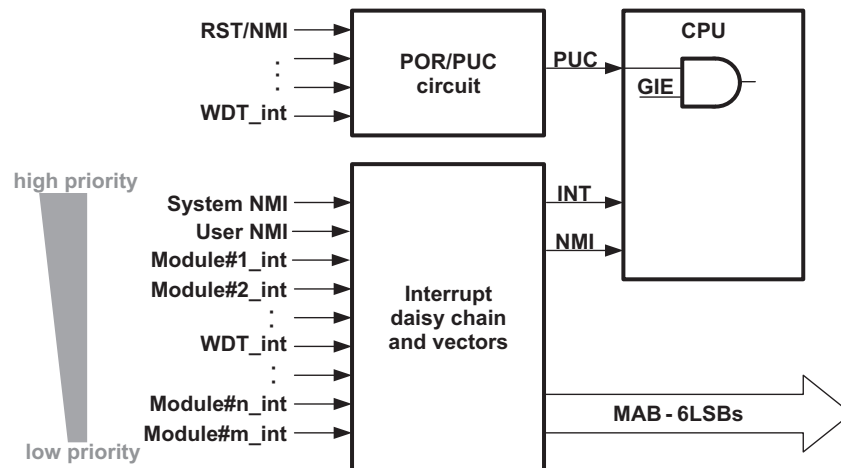 RST/NMI
WDT_int
POR/PUC
circuit
PUC
CPU
GIE
high priority
low priority
System NMI
User NMI
Module#1_int
Module#2_int
WDT_int
Module#n_int
Module#m_int
Interrupt
daisy chain
and vectors
INT
NMI
MAB - 6LSBs